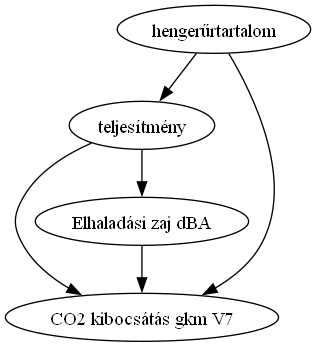 hengerűrtartalom
teljesítmény
Elhaladási zaj dBA
CO2 kibocsátás gkm V7